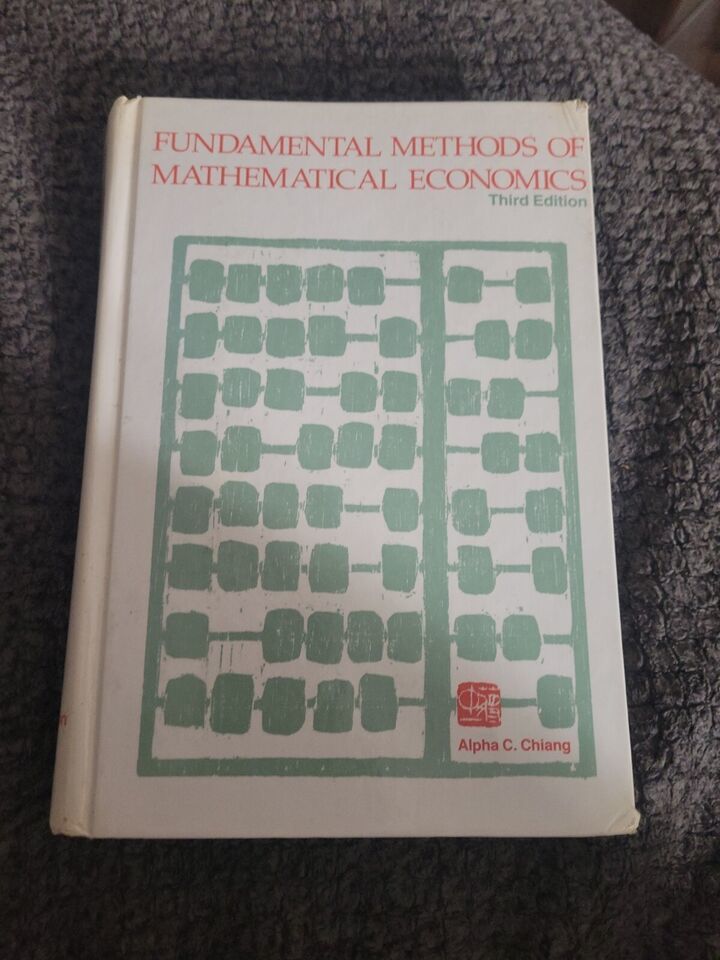 FUNDAMENTAL METHODS OF
MATHEMATICAL ECONOMICS
Third Edition
Alpha C. Chiang